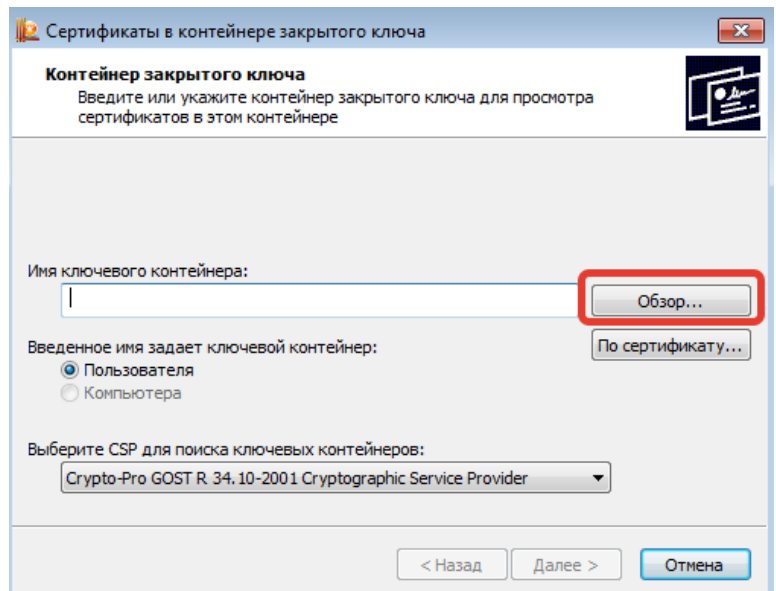 Сертификаты в контейнере закрытого ключа
Контейнер закрытого ключа
Введите или укажите контейнер закрытого ключа для просмотра
сертификатов в этом контейнере
Имя ключевого контейнера:
Обзор...
Введенное имя задает ключевой контейнер:
По сертификату...
Пользователя
Компьютера
Выберите CSP для поиска ключевых контейнеров:
Crypto-Pro GOST R 34.10-2001 Cryptographic Service Provider
< Назад
Далее >
Отмена